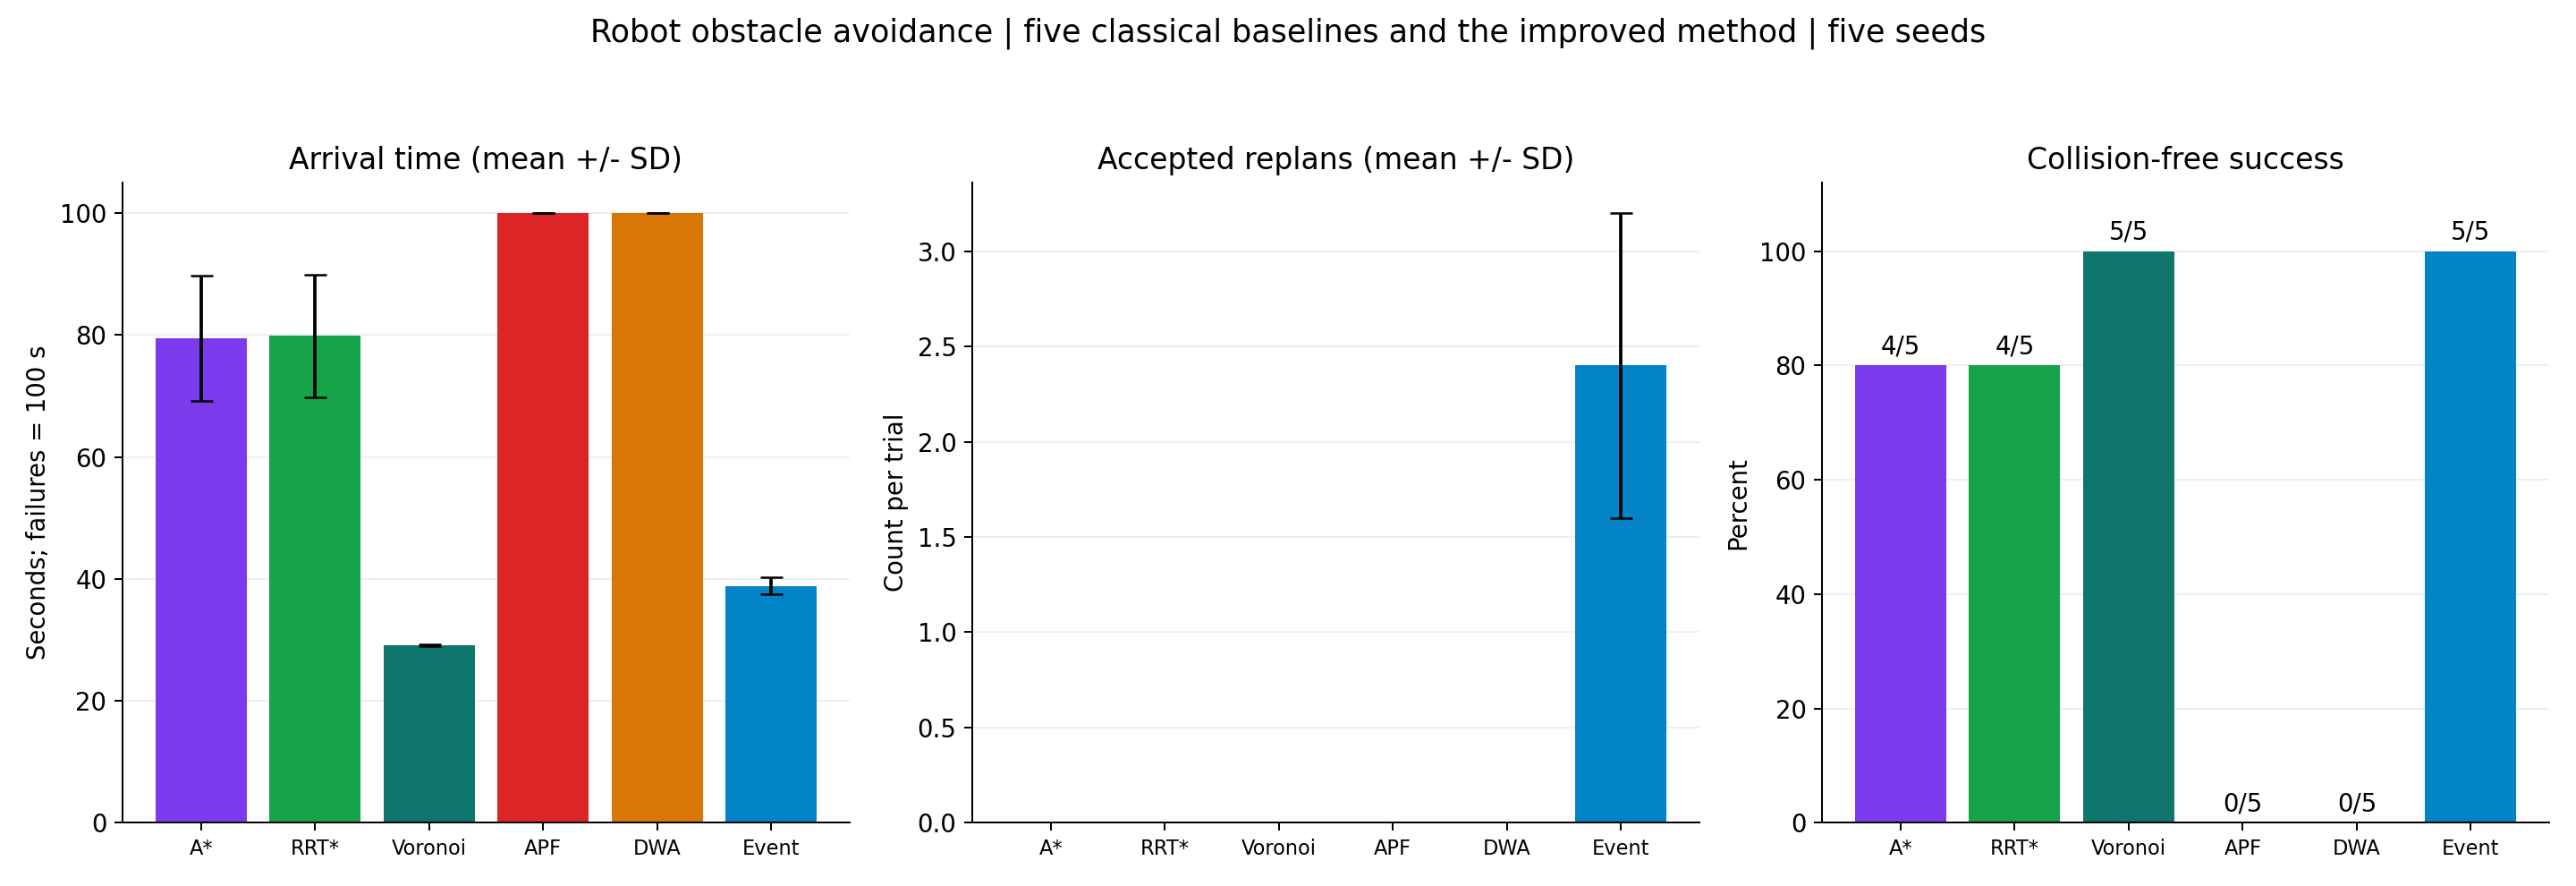 Robot obstacle avoidance | five classical baselines and the improved method | five seeds
Arrival time (mean +/- SD)
Seconds; failures = 100 s
100
80
60
40
20
0
A* RRT* Voronoi APF DWA Event
Accepted replans (mean +/- SD)
Count per trial
3.0
2.5
2.0
1.5
1.0
0.5
0.0
A* RRT* Voronoi APF DWA Event
Collision-free success
Percent
100
80
60
40
20
0
4/5 4/5 5/5 0/5 0/5 5/5
A* RRT* Voronoi APF DWA Event